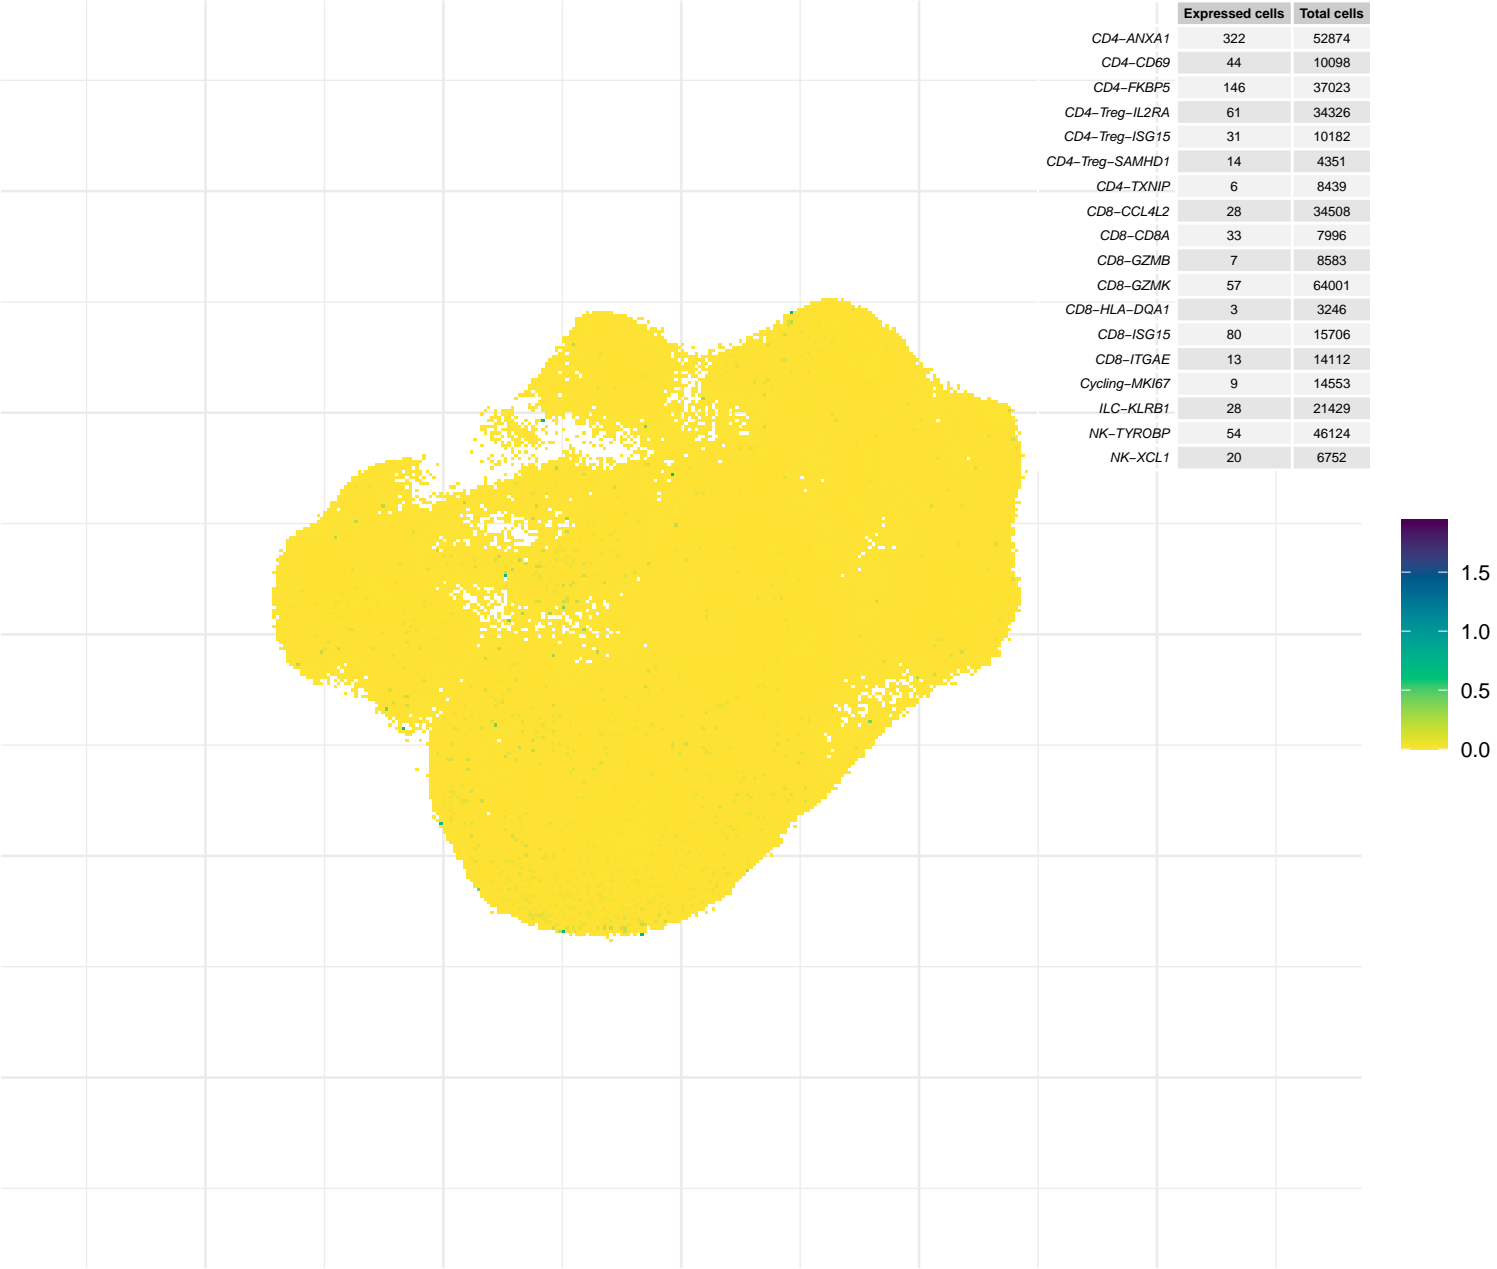 Expressed cells Total cells
CD4−ANXA1 322 52874
CD4−CD69 44 10098
CD4−FKBP5 146 37023
CD4−Treg−IL2RA 61 34326
CD4−Treg−ISG15 31 10182
CD4−Treg−SAMHD1 14 4351
CD4−TXNIP 6 8439
CD8−CCL4L2 28 34508
CD8−CD8A 33 7996
CD8−GZMB 7 8583
CD8−GZMK 57 64001
CD8−HLA−DQA1 3 3246
CD8−ISG15 80 15706
CD8−ITGAE 13 14112
Cycling−MKI67 9 14553
ILC−KLRB1 28 21429
NK−TYROBP 54 46124
NK−XCL1 20 6752
1.5
1.0
0.5
0.0